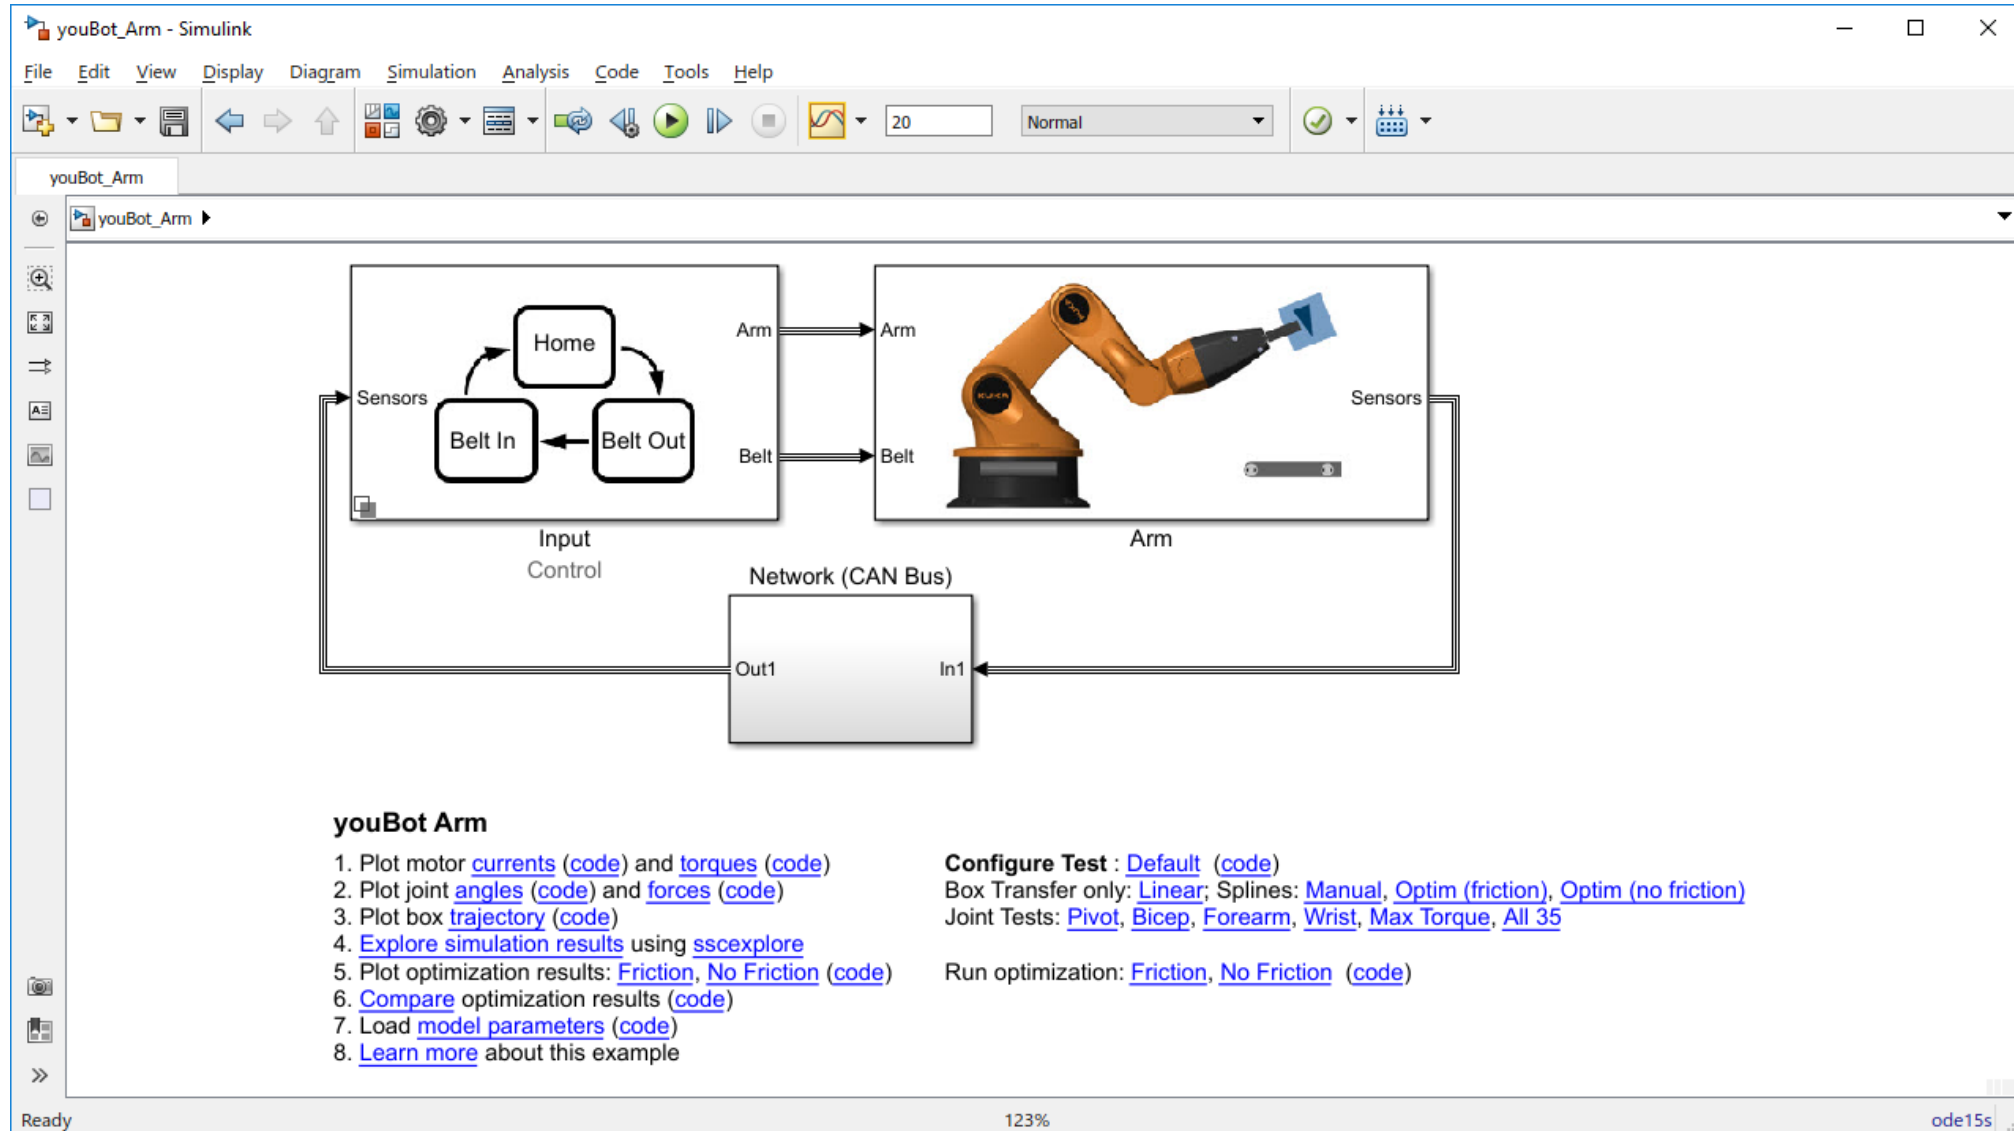 youBot_Arm - Simulink
File Edit View Display Diagram Simulation Analysis Code Tools Help
20 Normal
youBot_Arm
youBot_Arm
Home
Belt In
Belt Out
Sensors
Arm
Belt
Input
Control
Arm
Belt
KUKA
KUKA
Sensors
Arm
Network (CAN Bus)
Out1
In1
youBot Arm
1. Plot motor currents (code) and torques (code)
2. Plot joint angles (code) and forces (code)
3. Plot box trajectory (code)
4. Explore simulation results using sscexplore
5. Plot optimization results: Friction, No Friction (code)
6. Compare optimization results (code)
7. Load model parameters (code)
8. Learn more about this example
Configure Test : Default (code)
Box Transfer only: Linear; Splines: Manual, Optim (friction), Optim (no friction)
Joint Tests: Pivot, Bicep, Forearm, Wrist, Max Torque, All 35
Run optimization: Friction, No Friction (code)
Ready 123% ode15s